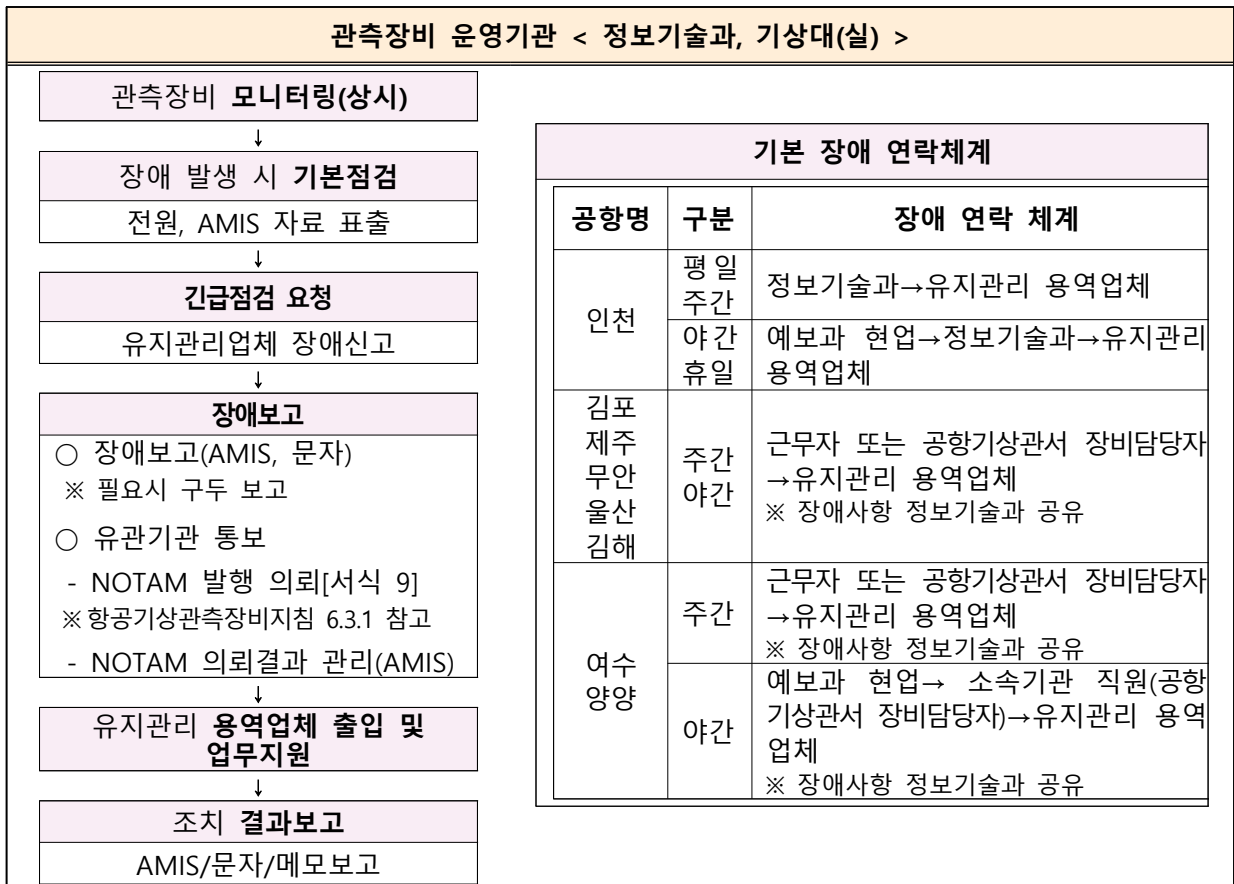 관측장비 운영기관 < 정보기술과, 기상대(실) >
관측장비 모니터링(상시)
↓
장애 발생 시 기본점검
전원, AMIS 자료 표출
↓
긴급점검 요청
유지관리업체 장애신고
↓
장애보고
○ 장애보고(AMIS, 문자)
※ 필요시 구두 보고
○ 유관기관 통보
- NOTAM 발행 의뢰[서식 9]
※항공기상관측장비지침 6.3.1 참고
- NOTAM 의뢰결과 관리(AMIS)
↓
유지관리 용역업체 출입 및
업무지원
↓
조치 결과보고
AMIS/문자/메모보고
기본 장애 연락체계
공항명 구분 장애 연락 체계
인천
평일
주간
정보기술과→유지관리 용역업체
야간
휴일
예보과 현업→정보기술과→유지관리
용역업체
김포
제주
무안
울산
김해
주간
야간
근무자 또는 공항기상관서 장비담당자
→유지관리 용역업체
※ 장애사항 정보기술과 공유
여수
양양
주간
근무자 또는 공항기상관서 장비담당자
→유지관리 용역업체
※ 장애사항 정보기술과 공유
야간
예보과 현업→ 소속기관 직원(공항
기상관서 장비담당자)→유지관리 용역
업체
※ 장애사항 정보기술과 공유